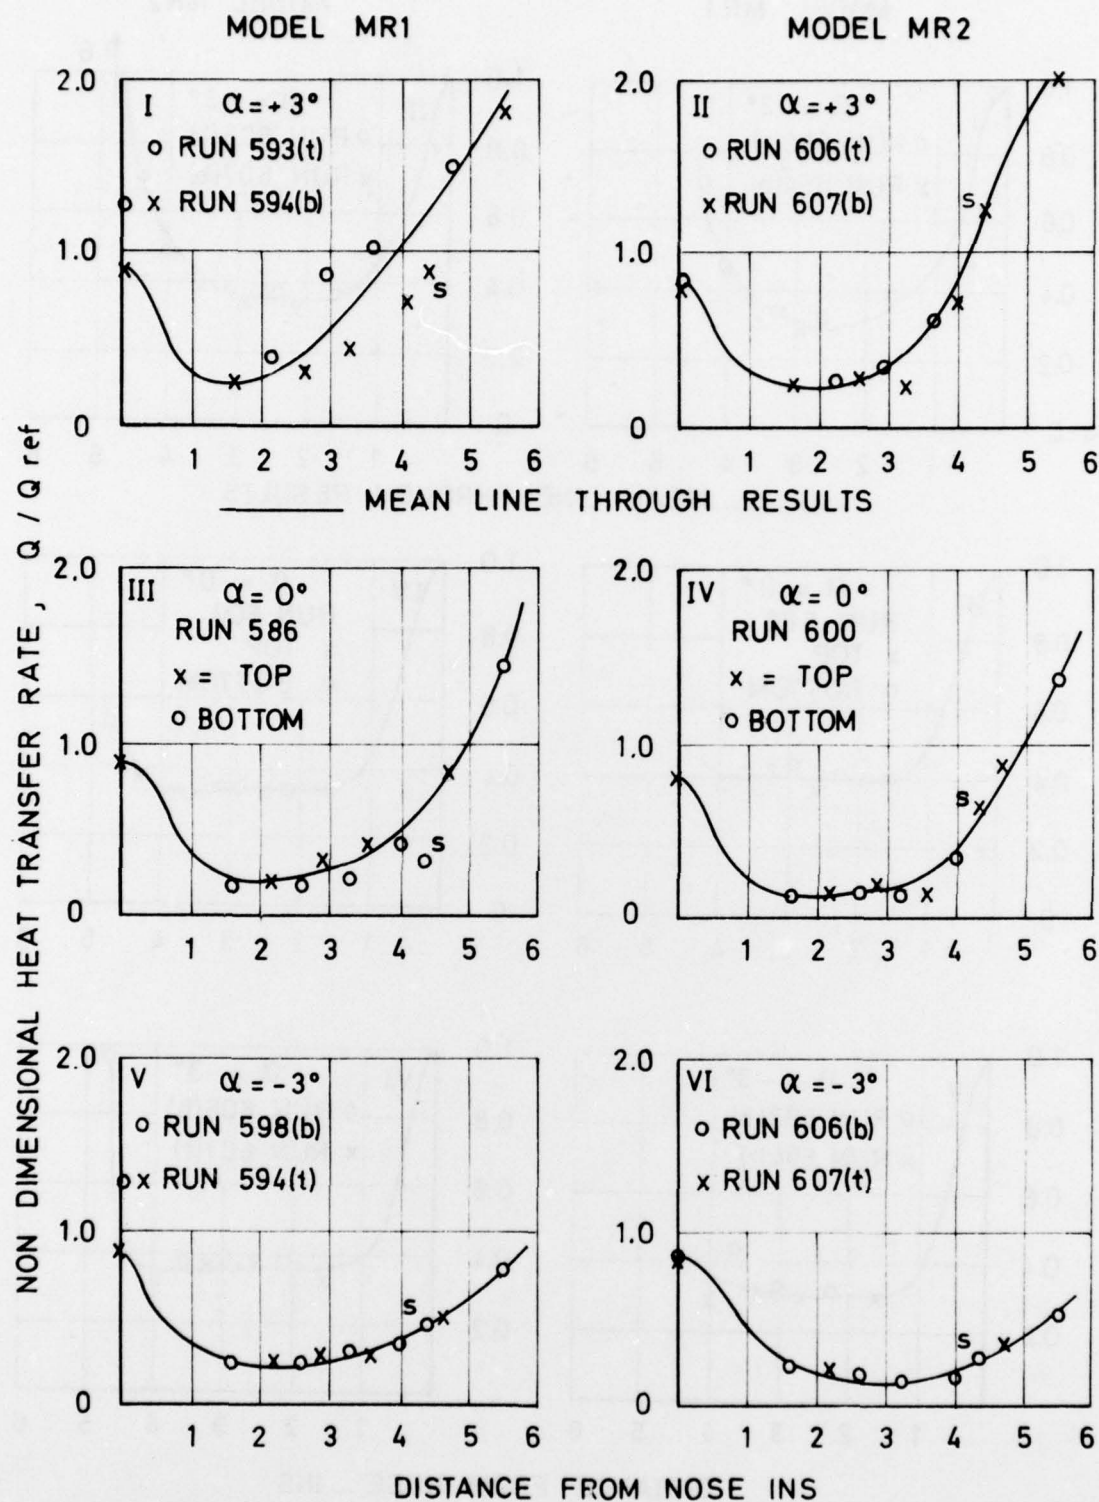 MODEL MR1
MODEL MR2
2.0
I α = + 3°
o RUN 593(t)
x RUN 594(b)
1.0
s
0
1 2 3 4 5 6
2.0
II α = + 3°
o RUN 606(t)
x RUN 607(b)
s
1.0
0
1 2 3 4 5 6
MEAN LINE THROUGH RESULTS
NON DIMENSIONAL HEAT TRANSFER RATE, Q / Q ref
2.0
III α = 0°
RUN 586
x = TOP
o BOTTOM
1.0
s
0
1 2 3 4 5 6
2.0
IV α = 0°
RUN 600
x = TOP
o BOTTOM
1.0
s
0
1 2 3 4 5 6
2.0
V α = - 3°
o RUN 598(b)
x RUN 594(t)
1.0
s
0
1 2 3 4 5 6
2.0
VI α = - 3°
o RUN 606(b)
x RUN 607(t)
1.0
s
0
1 2 3 4 5 6
DISTANCE FROM NOSE INS